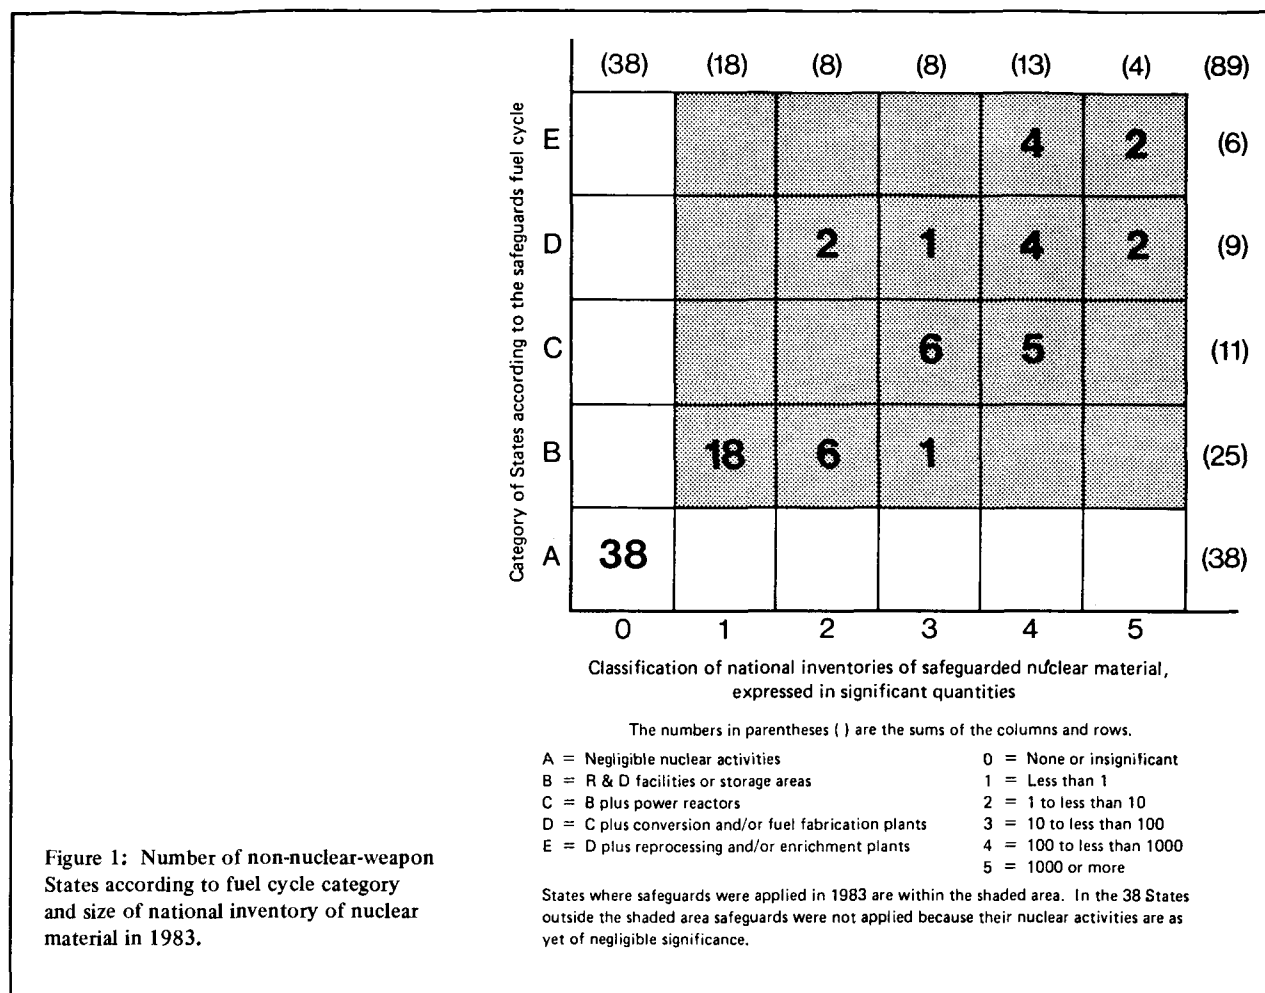 (38) (18) (8) (8) (13) (4) (89)
Category of States according to the safeguards fuel cycle
E 4 2 (6)
D 2 1 4 2 (9)
C 6 5 (11)
B 18 6 1 (25)
A 38 (38)
0 1 2 3 4 5
Classification of national inventories of safeguarded nuclear material,
expressed in significant quantities
The numbers in parentheses ( ) are the sums of the columns and rows.
A = Negligible nuclear activities
B = R & D facilities or storage areas
C = B plus power reactors
D = C plus conversion and/or fuel fabrication plants
E = D plus reprocessing and/or enrichment plants
0 = None or insignificant
1 = Less than 1
2 = 1 to less than 10
3 = 10 to less than 100
4 = 100 to less than 1000
5 = 1000 or more
States where safeguards were applied in 1983 are within the shaded area. In the 38 States
outside the shaded area safeguards were not applied because their nuclear activities are as
yet of negligible significance.
Figure 1: Number of non-nuclear-weapon
States according to fuel cycle category
and size of national inventory of nuclear
material in 1983.